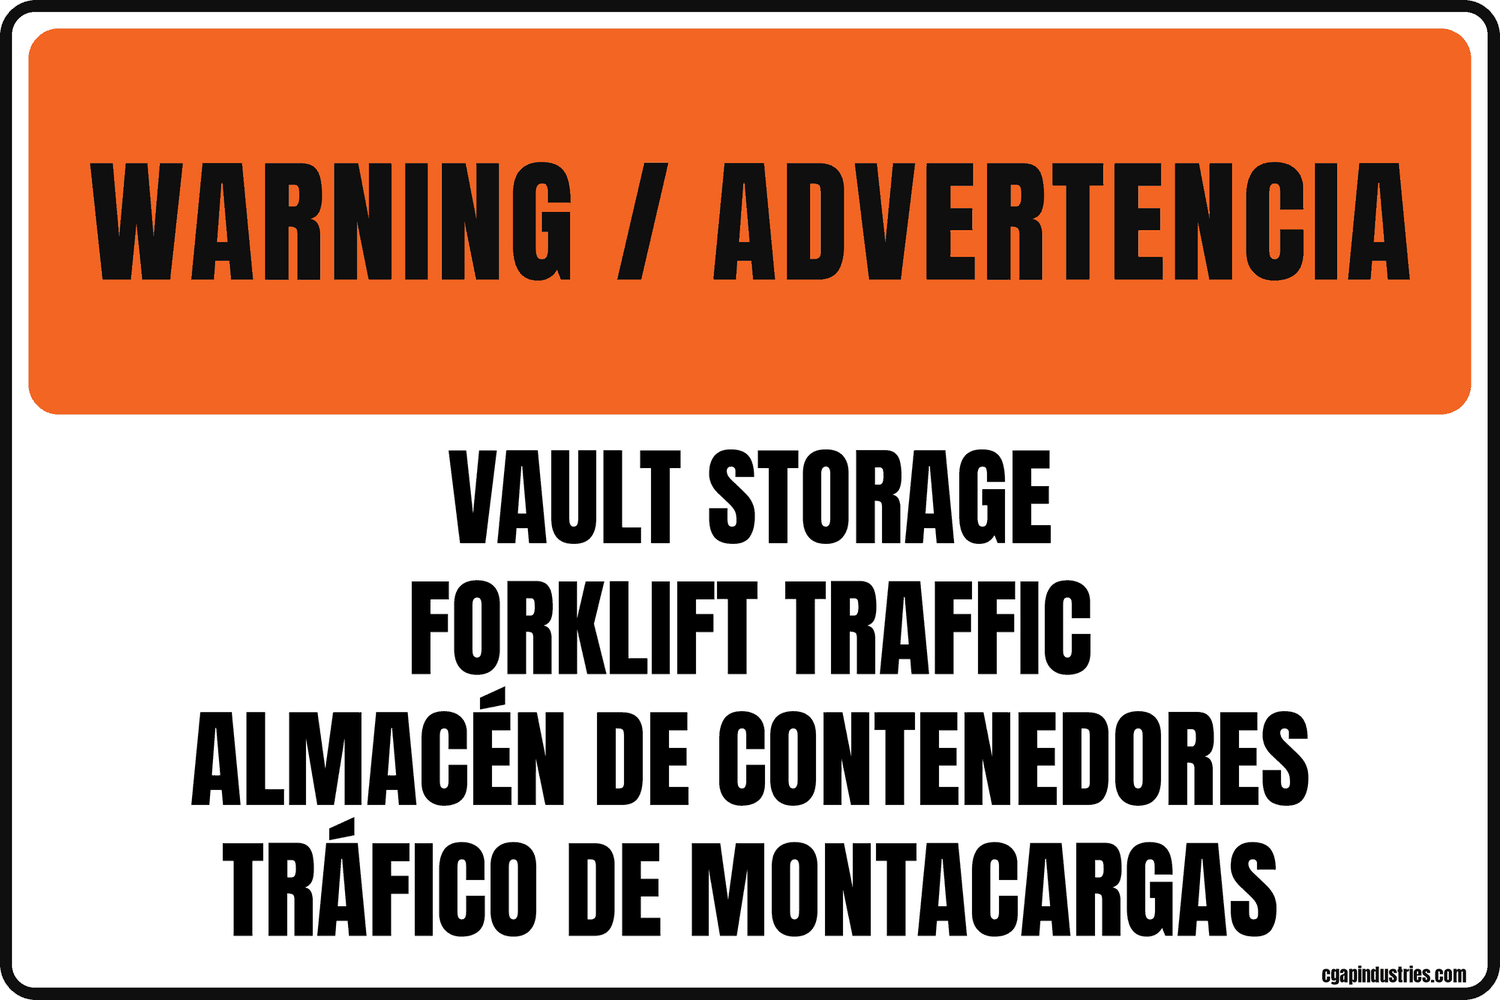 WARNING / ADVERTENCIA
VAULT STORAGE
FORKLIFT TRAFFIC
ALMACÉN DE CONTENEDORES
TRÁFICO DE MONTACARGAS
cgapindustries.com